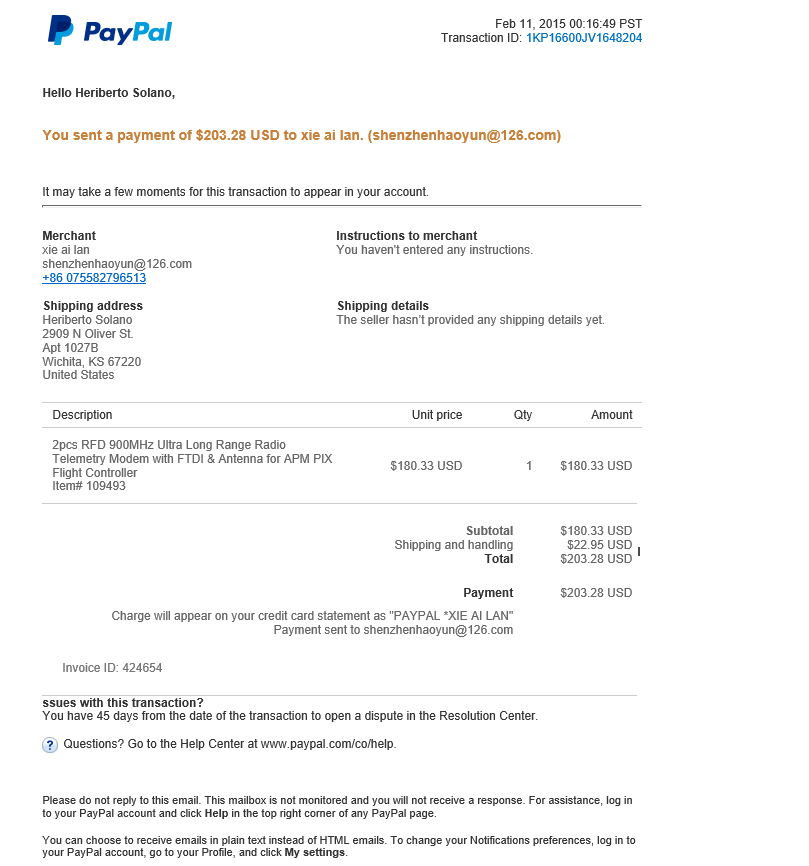 PayPal
Feb 11, 2015 00:16:49 PST
Transaction ID: 1KP16600JV1648204
Hello Heriberto Solano,
You sent a payment of $203.28 USD to xie ai lan. (shenzhenhaoyun@126.com)
It may take a few moments for this transaction to appear in your account.
Merchant
xie ai lan
shenzhenhaoyun@126.com
+86 075582796513
Instructions to merchant
You haven't entered any instructions.
Shipping address
Heriberto Solano
2909 N Oliver St.
Apt 1027B
Wichita, KS 67220
United States
Shipping details
The seller hasn't provided any shipping details yet.
Description Unit price Qty Amount
2pcs RFD 900MHz Ultra Long Range Radio
Telemetry Modem with FTDI & Antenna for APM PIX
Flight Controller
Item# 109493
$180.33 USD 1 $180.33 USD
Subtotal $180.33 USD
Shipping and handling $22.95 USD
Total $203.28 USD
Payment $203.28 USD
Charge will appear on your credit card statement as "PAYPAL *XIE AI LAN"
Payment sent to shenzhenhaoyun@126.com
Invoice ID: 424654
ssues with this transaction?
You have 45 days from the date of the transaction to open a dispute in the Resolution Center.
? Questions? Go to the Help Center at www.paypal.com/co/help.
Please do not reply to this email. This mailbox is not monitored and you will not receive a response. For assistance, log in
to your PayPal account and click Help in the top right corner of any PayPal page.
You can choose to receive emails in plain text instead of HTML emails. To change your Notifications preferences, log in to
your PayPal account, go to your Profile, and click My settings.